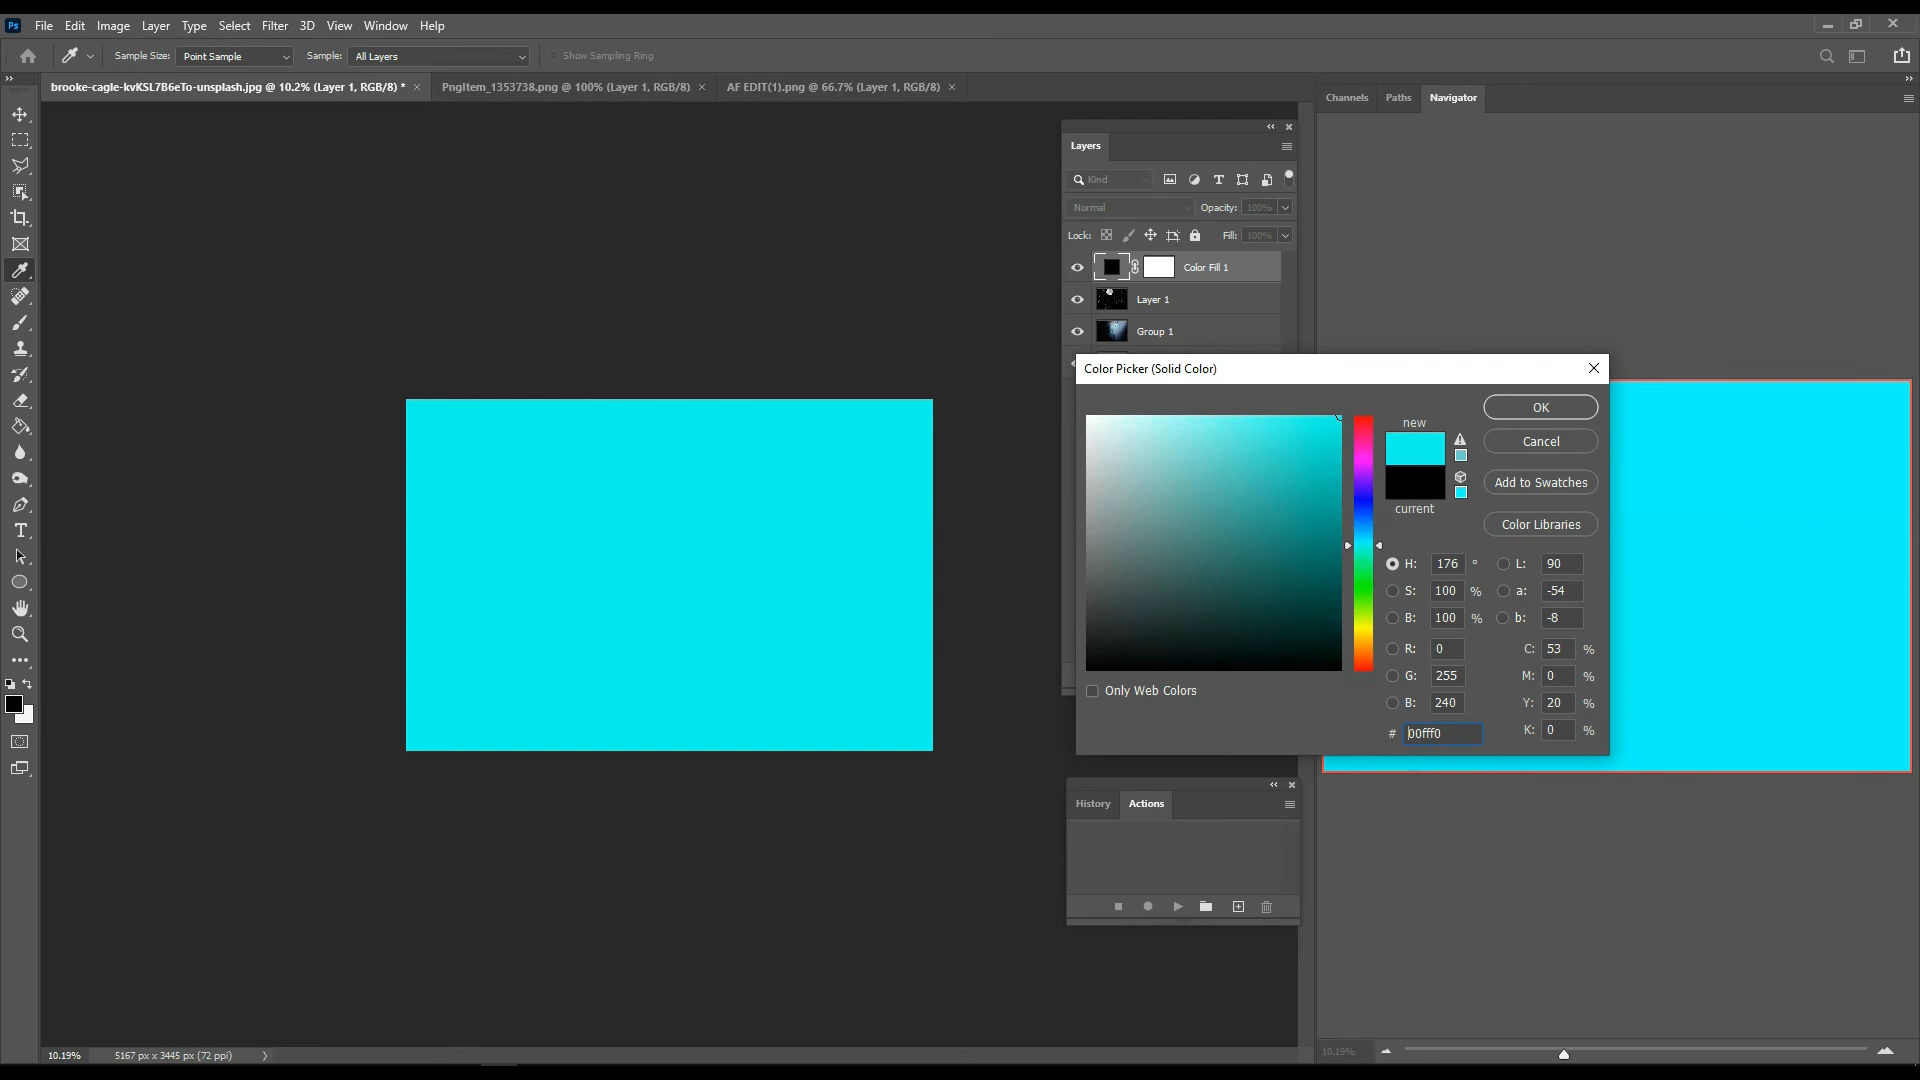 Ps File Edit Image Layer Type Select Filter 3D View Window Help
Sample Size: Point Sample Sample: All Layers Show Sampling Ring
brooke-cagle-kvKSL7B6eTo-unsplash.jpg @ 10.2% (Layer 1, RGB/8) * × PngItem_1353738.png @ 100% (Layer 1, RGB/8) × AF EDIT(1).png @ 66.7% (Layer 1, RGB/8) ×
Channels Paths Navigator
Layers
Kind
Normal Opacity: 100%
Lock: Fill: 100%
Color Fill 1
Layer 1
Group 1
Color Picker (Solid Color)
new
current
OK
Cancel
Add to Swatches
Color Libraries
H: 176 ° L: 90
S: 100 % a: -54
B: 100 % b: -8
R: 0 C: 53 %
G: 255 M: 0 %
B: 240 Y: 20 %
# 00fff0 K: 0 %
Only Web Colors
History Actions
10.19% 5167 px x 3445 px (72 ppi)
10.19%